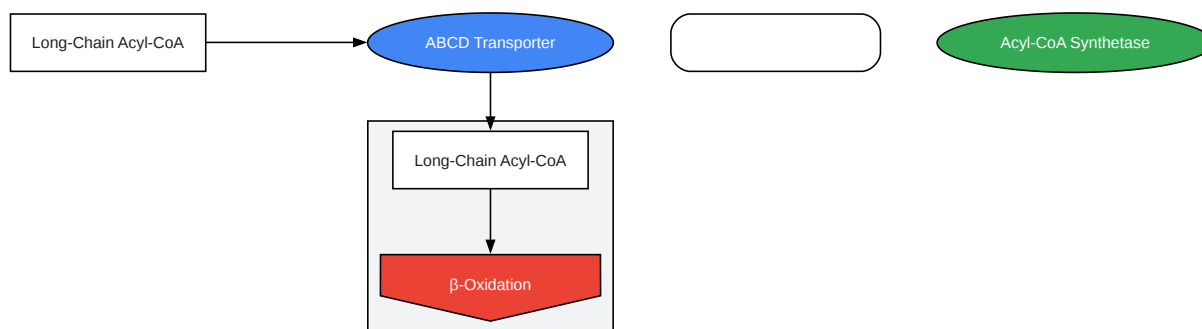 Long-Chain Acyl-CoA
ABCD Transporter
Acyl-CoA Synthetase
Long-Chain Acyl-CoA
β-Oxidation